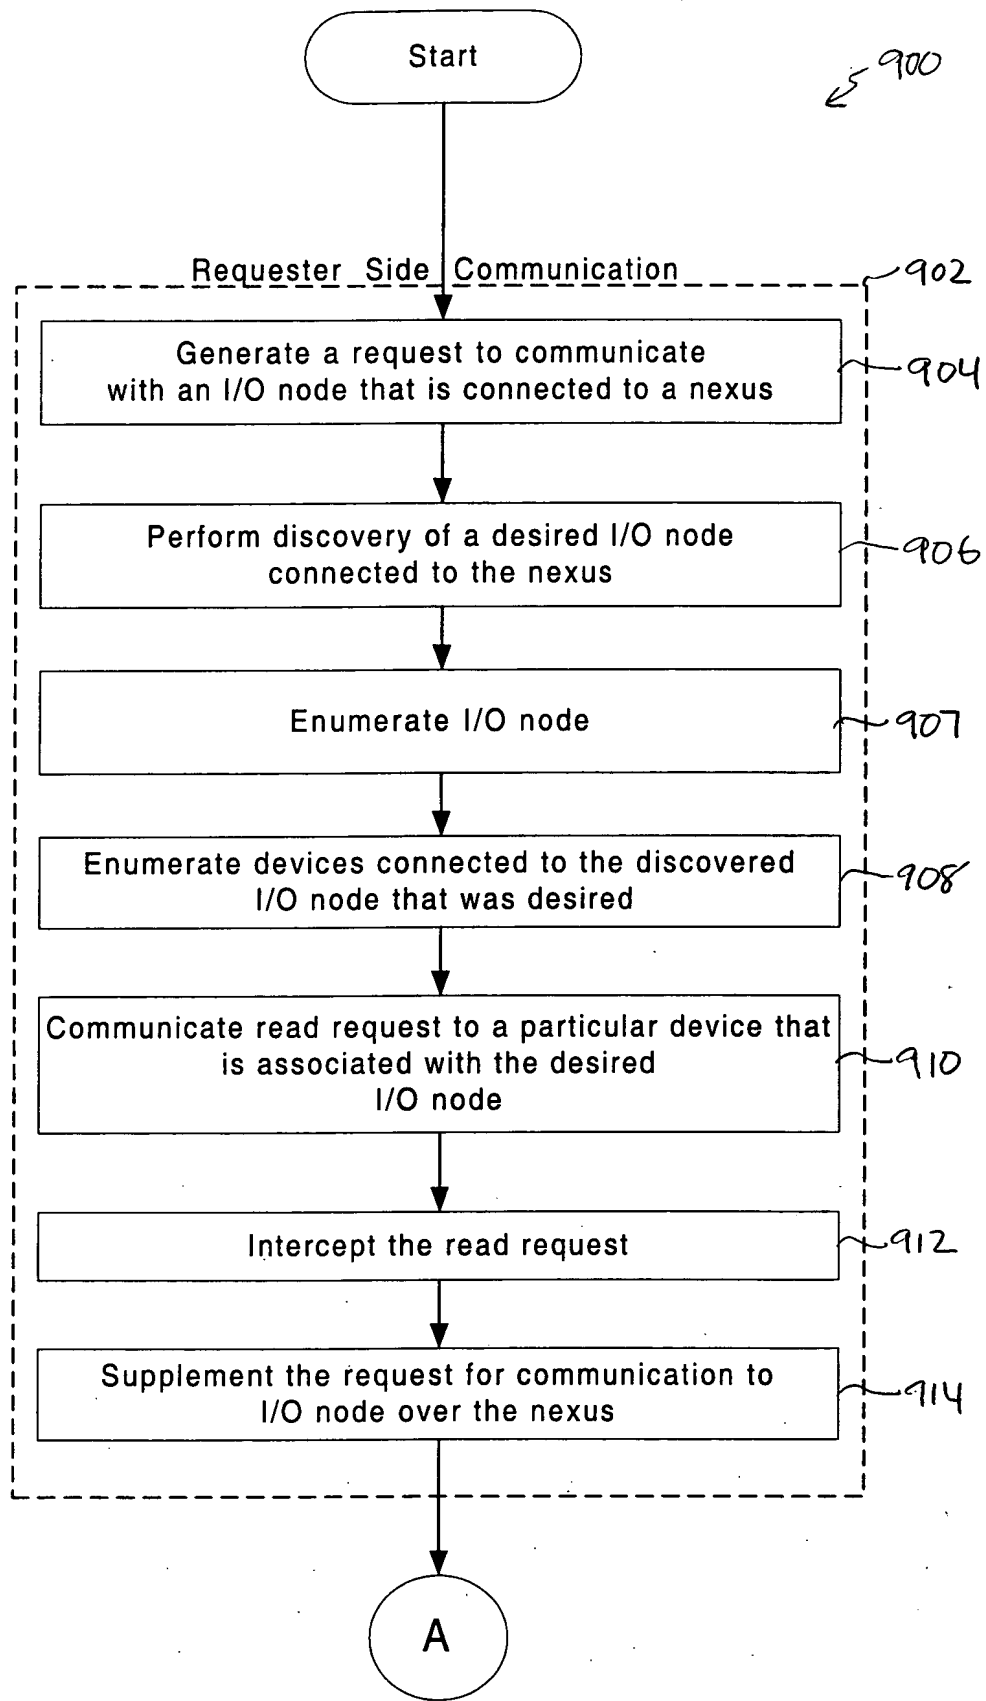 Start
900
Requester Side Communication
902
Generate a request to communicate
with an I/O node that is connected to a nexus
904
Perform discovery of a desired I/O node
connected to the nexus
906
Enumerate I/O node
907
Enumerate devices connected to the discovered
I/O node that was desired
908
Communicate read request to a particular device that
is associated with the desired
I/O node
910
Intercept the read request
912
Supplement the request for communication to
I/O node over the nexus
914
A